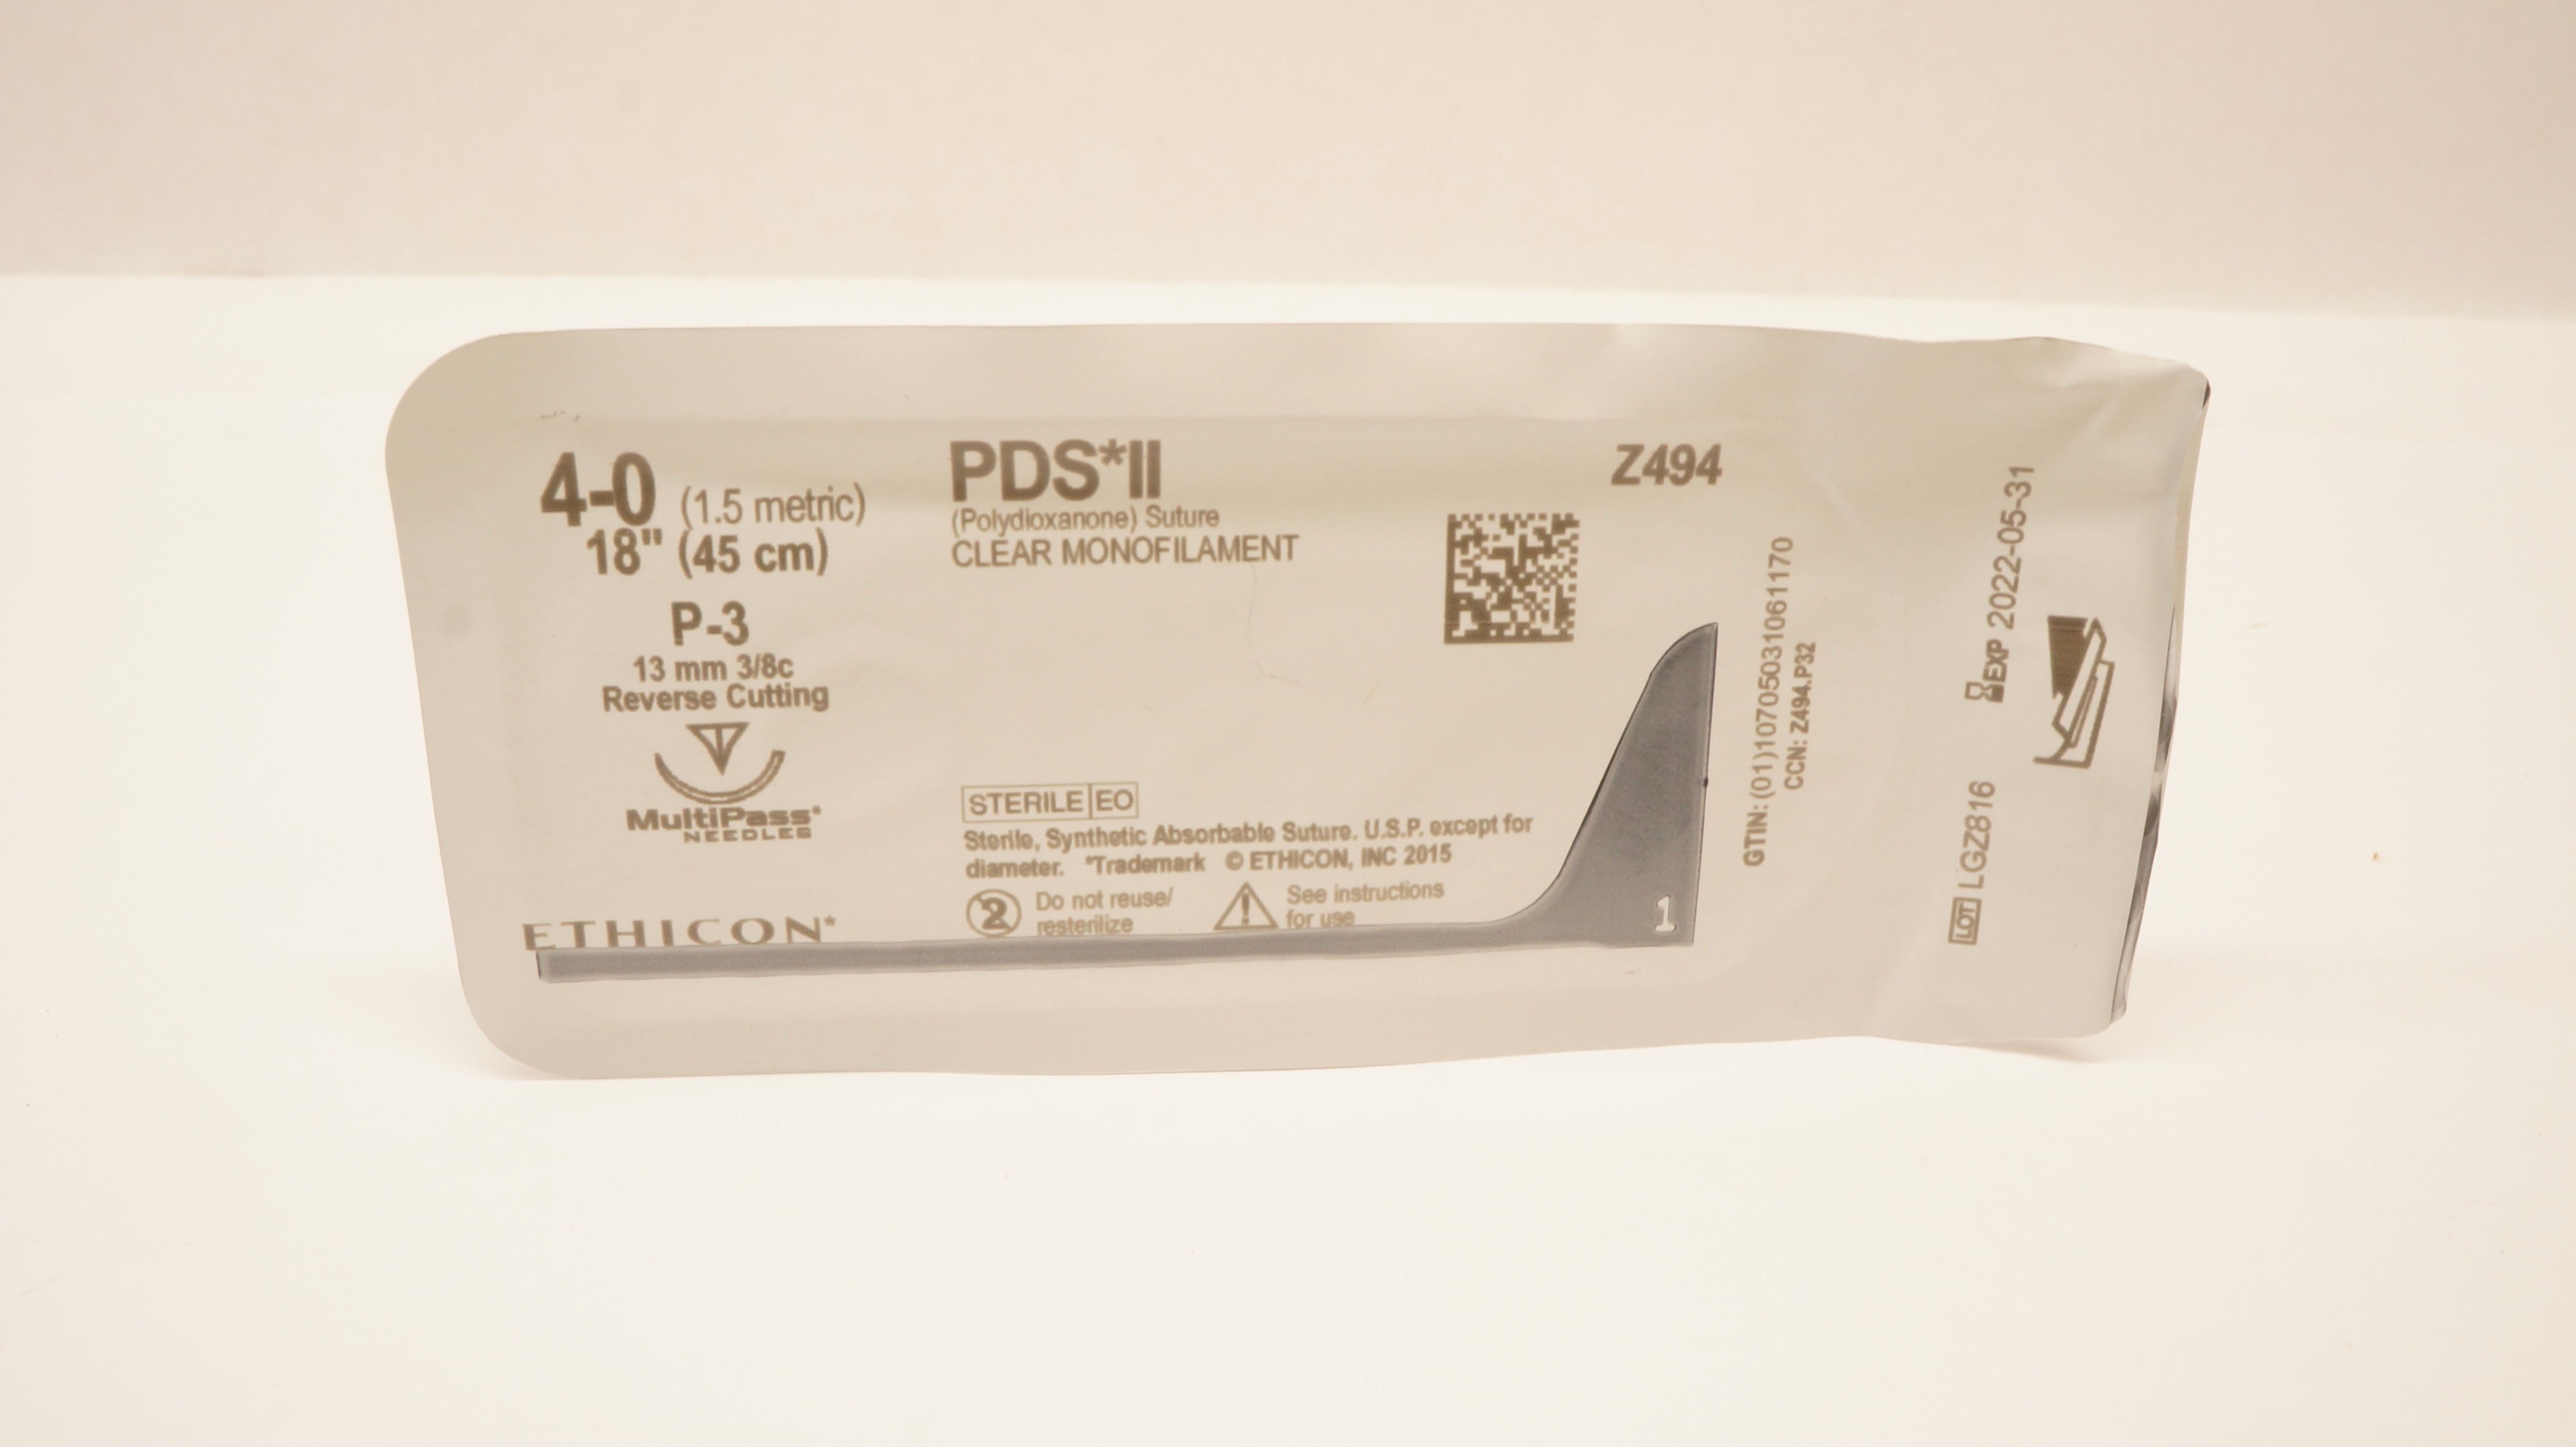 4-0 (1.5 metric)
18" (45 cm)
P-3
13 mm 3/8c
Reverse Cutting
MultiPass*
NEEDLES
ETHICON*
PDS*II
(Polydioxanone) Suture
CLEAR MONOFILAMENT
STERILE EO
Sterile, Synthetic Absorbable Suture. U.S.P. except for
diameter. *Trademark © ETHICON, INC 2015
2 Do not reuse/
resterilize
See instructions
for use
Z494
1
GTIN: (01)10705031061170
CCN: Z494.P32
EXP 2022-05-31
LOT LGZ816